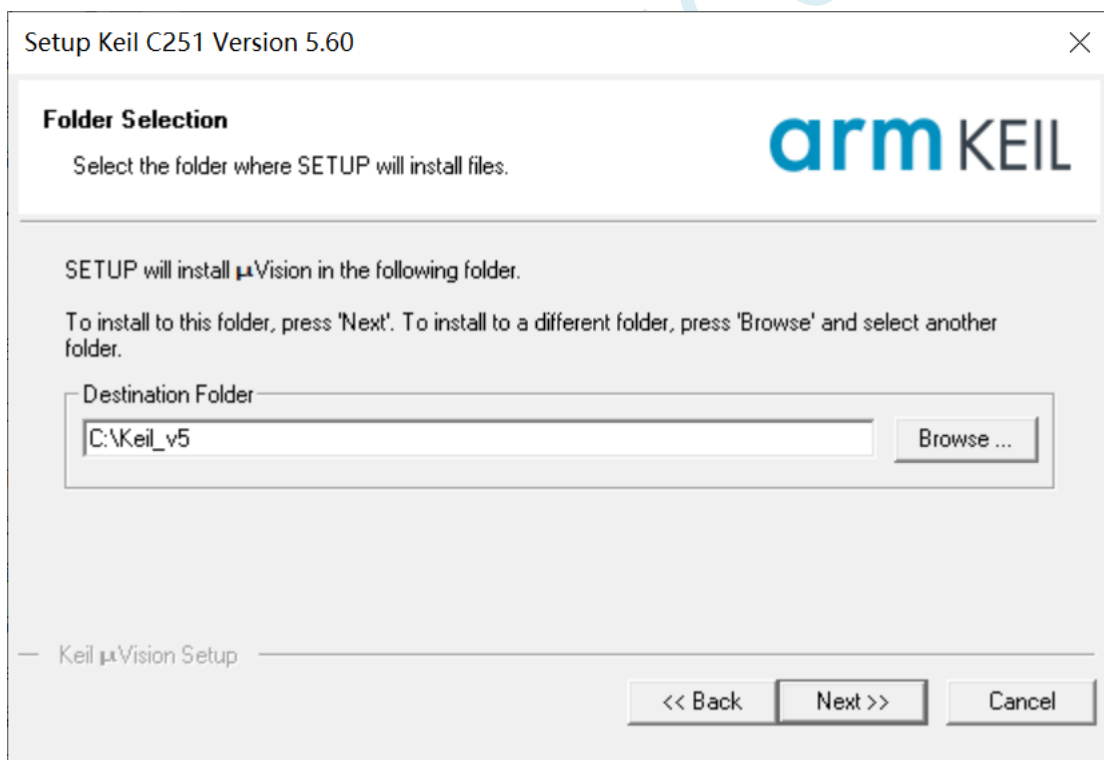 Setup Keil C251 Version 5.60
Folder Selection
Select the folder where SETUP will install files.
arm KEIL
SETUP will install µVision in the following folder.
To install to this folder, press 'Next'. To install to a different folder, press 'Browse' and select another
folder.
Destination Folder
C:\Keil_v5
Browse ...
Keil µVision Setup
<< Back
Next >>
Cancel